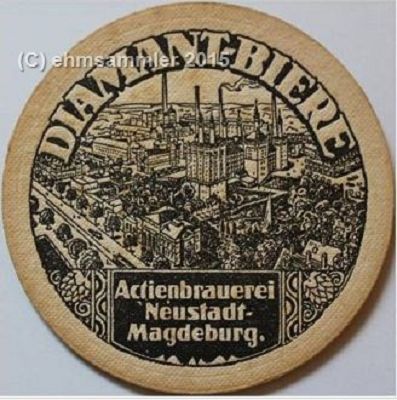 (C) ehmsammler 2015
DIAMANT-BIERE
Actienbrauerei
Neustadt-
Magdeburg.